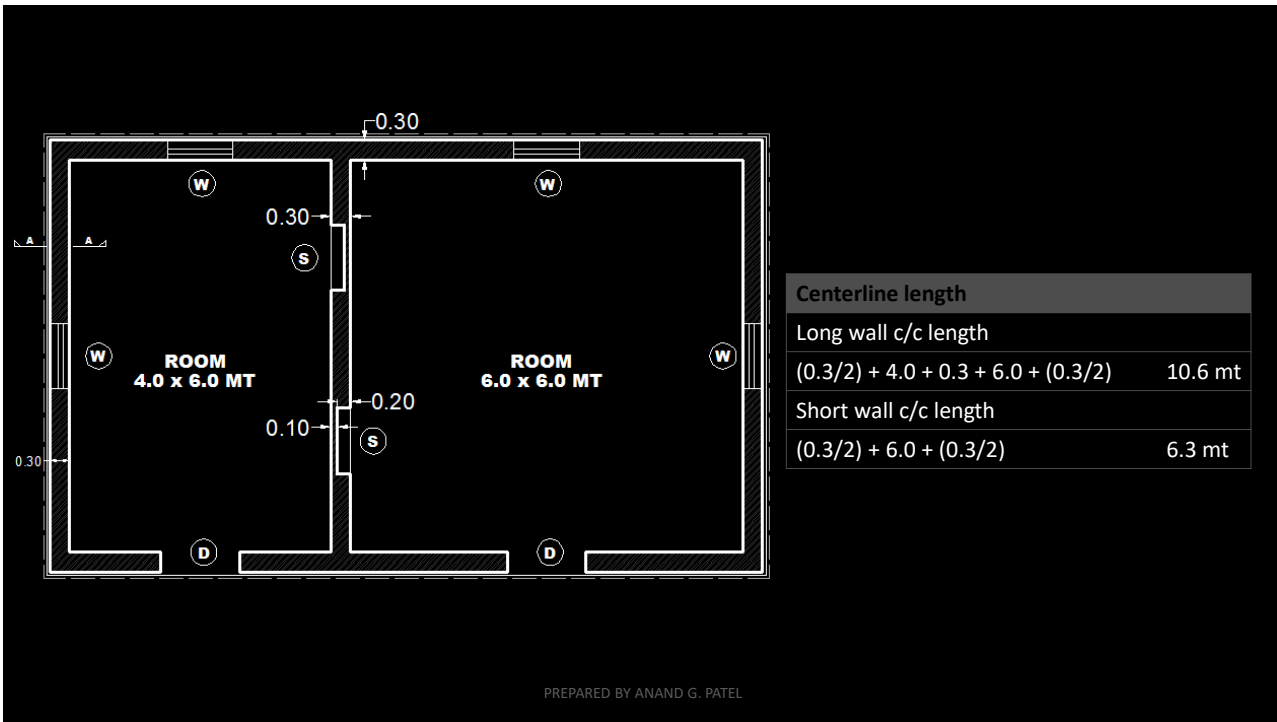 0.30
W
W
0.30
A
A
S
Centerline length
Long wall c/c length
(0.3/2) + 4.0 + 0.3 + 6.0 + (0.3/2) 10.6 mt
Short wall c/c length
(0.3/2) + 6.0 + (0.3/2) 6.3 mt
W
ROOM
4.0 x 6.0 MT
ROOM
6.0 x 6.0 MT
W
0.20
0.10
S
0.30
D
D
PREPARED BY ANAND G. PATEL